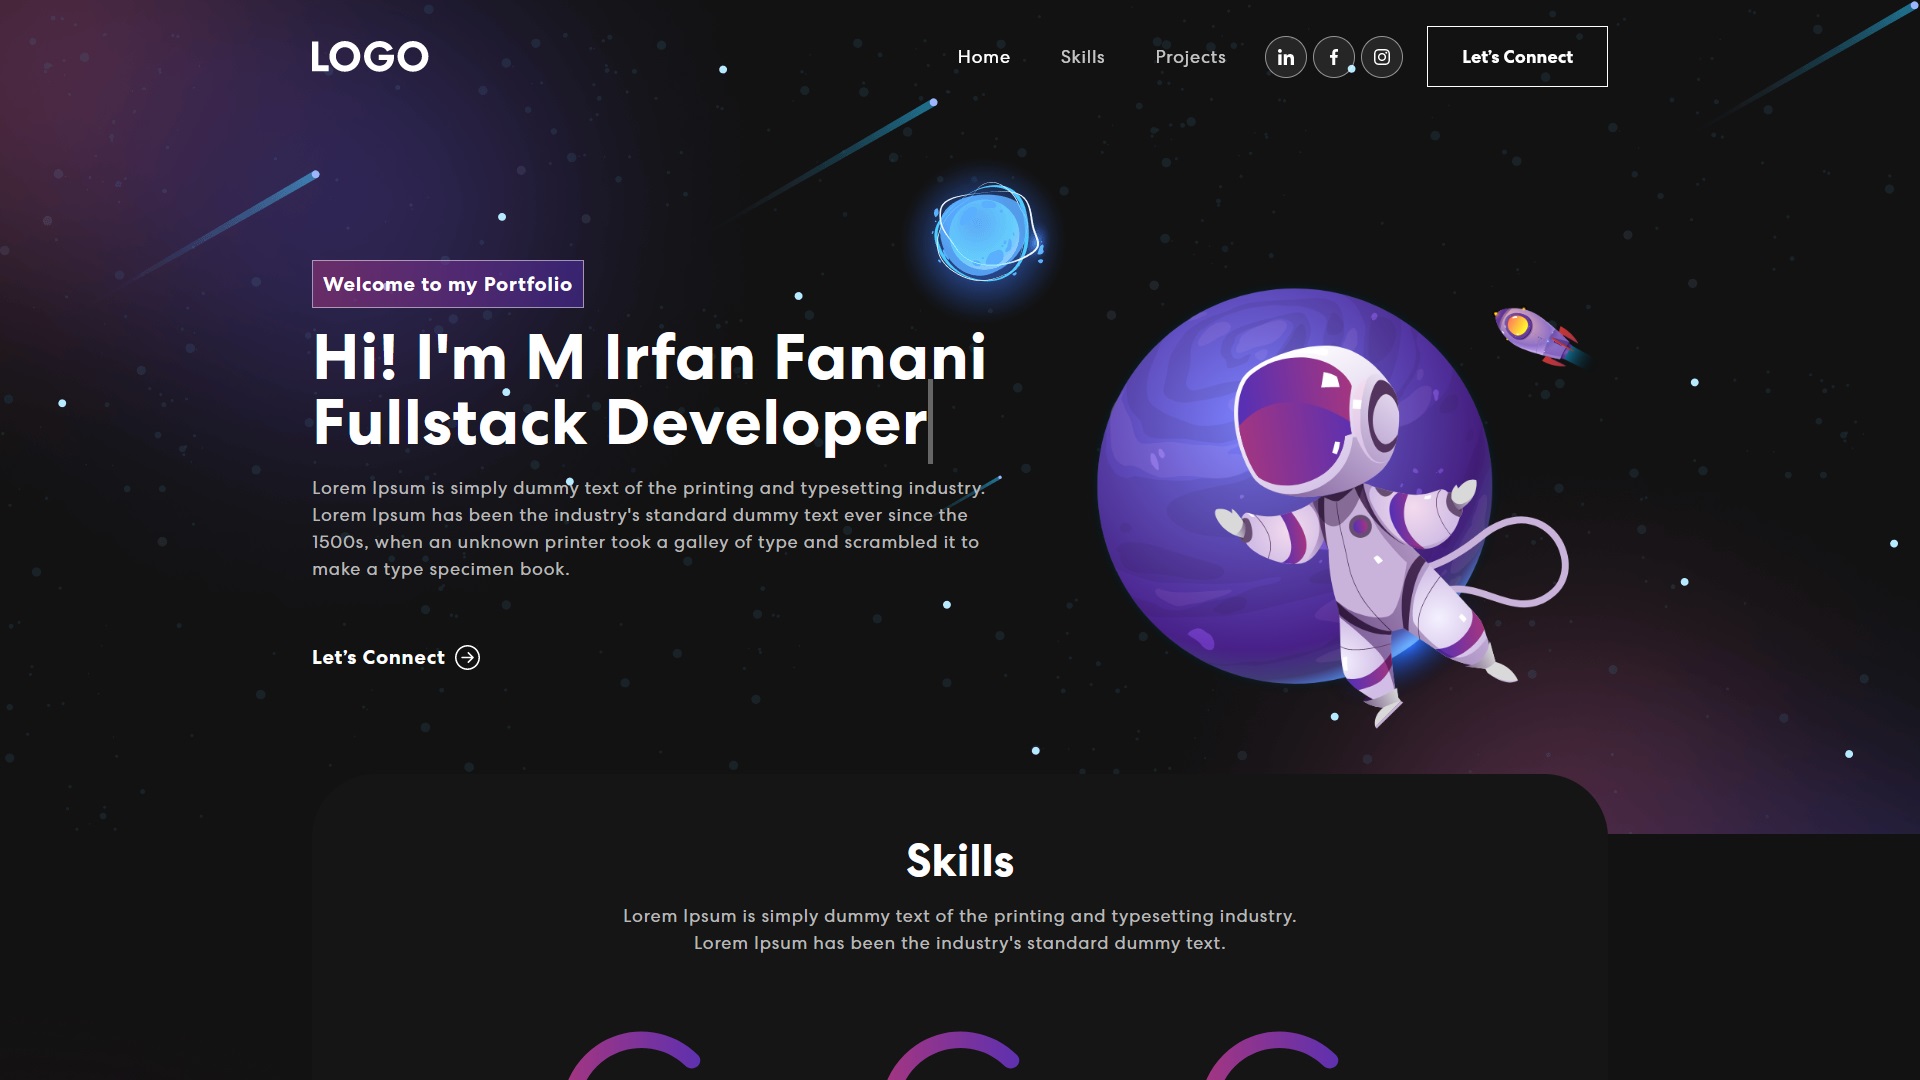 LOGO
Home
Skills
Projects
Let's Connect
Welcome to my Portfolio
Hi! I'm M Irfan Fanani
Fullstack Developer
Lorem Ipsum is simply dummy text of the printing and typesetting industry.
Lorem Ipsum has been the industry's standard dummy text ever since the
1500s, when an unknown printer took a galley of type and scrambled it to
make a type specimen book.
Let’s Connect
Skills
Lorem Ipsum is simply dummy text of the printing and typesetting industry.
Lorem Ipsum has been the industry's standard dummy text.